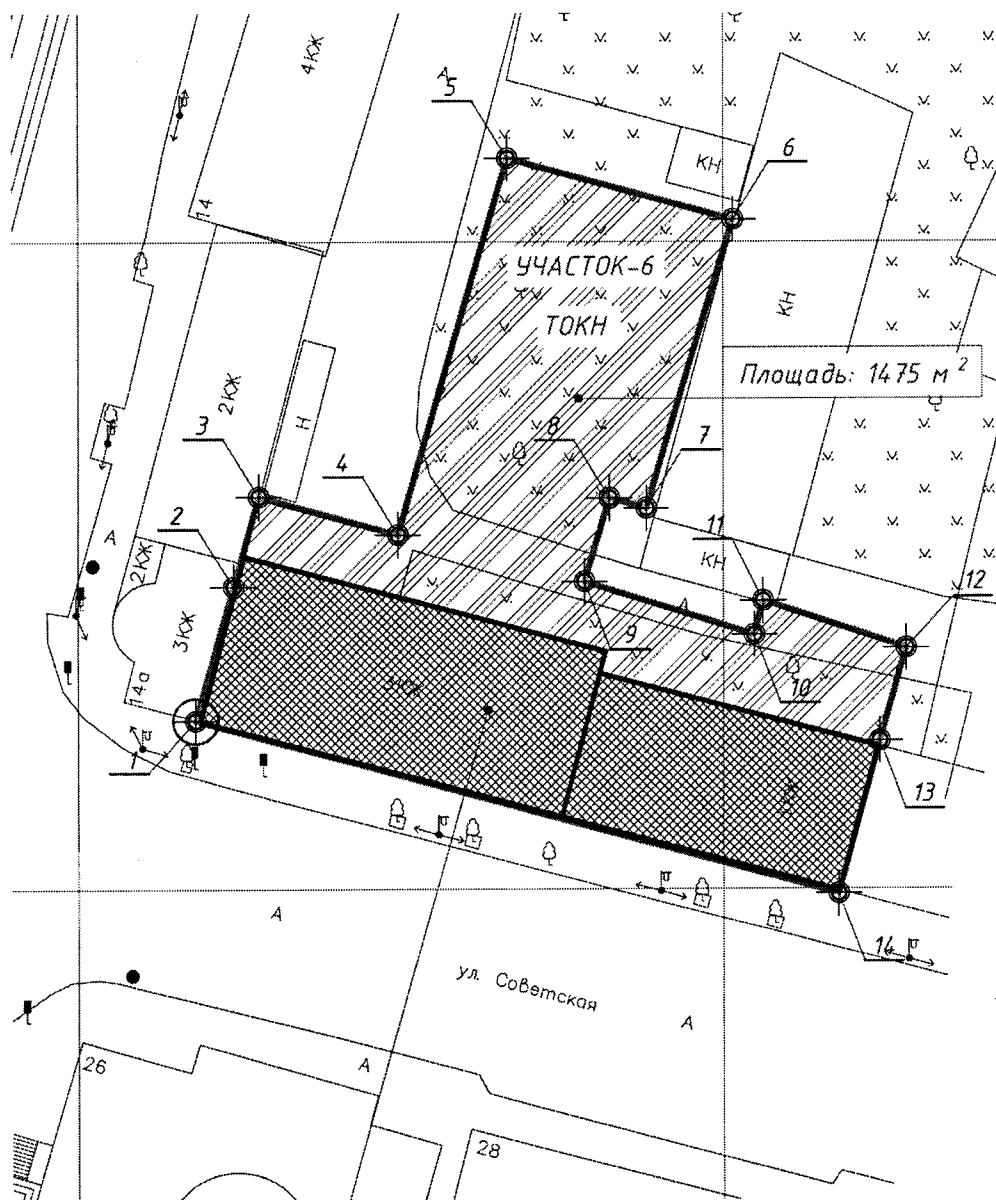 4КЖ
А
5
КН
6
14
УЧАСТОК-6
ТОКН
КН
Площадь: 1475 м 2
2КЖ
Н
3
8
7
4
2
11
А
КН
12
2КЖ
9
3КЖ
10
14а
1
13
14
А
ул. Советская
А
А
26
28